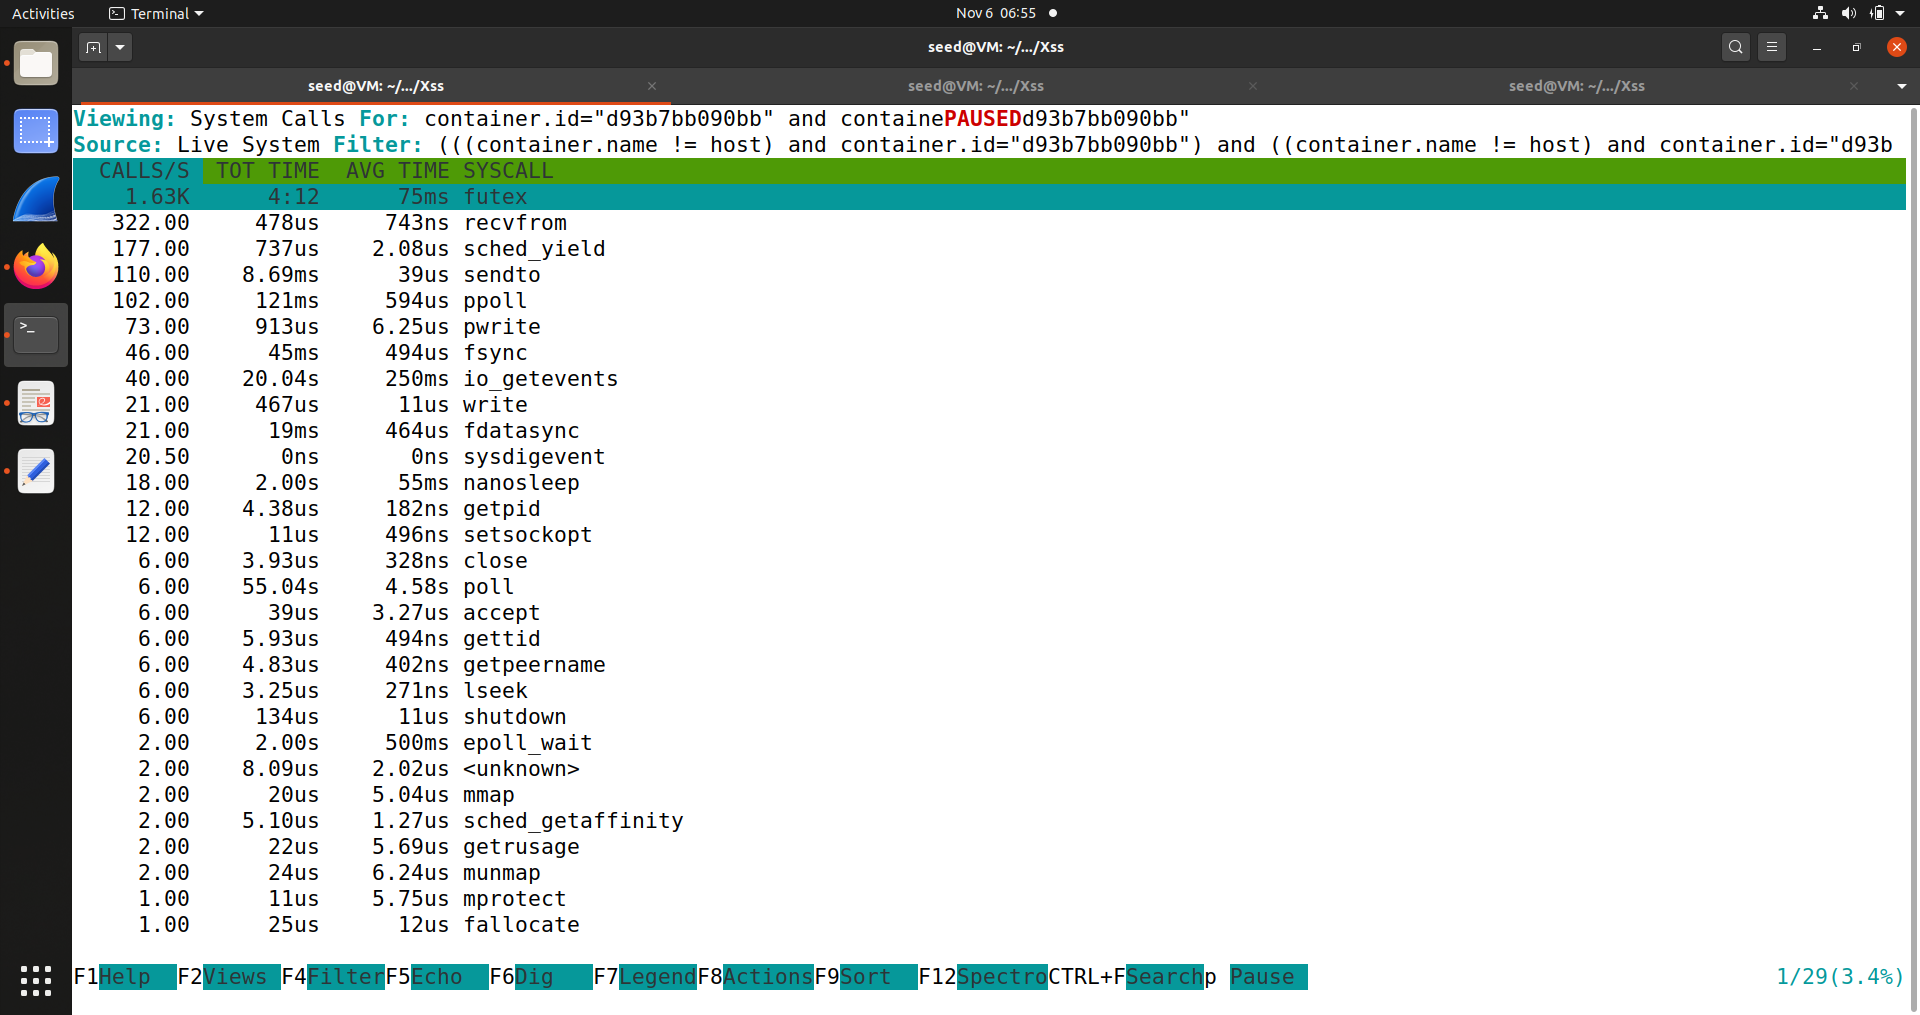 Activities Terminal Nov 6 06:55
seed@VM: ~/.../Xss
seed@VM: ~/.../Xss seed@VM: ~/.../Xss seed@VM: ~/.../Xss
Viewing: System Calls For: container.id="d93b7bb090bb" and containePAUSEDd93b7bb090bb"
Source: Live System Filter: (((container.name != host) and container.id="d93b7bb090bb") and ((container.name != host) and container.id="d93b
CALLS/S TOT TIME AVG TIME SYSCALL
1.63K 4:12 75ms futex
322.00 478us 743ns recvfrom
177.00 737us 2.08us sched_yield
110.00 8.69ms 39us sendto
102.00 121ms 594us ppoll
73.00 913us 6.25us pwrite
46.00 45ms 494us fsync
40.00 20.04s 250ms io_getevents
21.00 467us 11us write
21.00 19ms 464us fdatasync
20.50 0ns 0ns sysdigevent
18.00 2.00s 55ms nanosleep
12.00 4.38us 182ns getpid
12.00 11us 496ns setsockopt
6.00 3.93us 328ns close
6.00 55.04s 4.58s poll
6.00 39us 3.27us accept
6.00 5.93us 494ns gettid
6.00 4.83us 402ns getpeername
6.00 3.25us 271ns lseek
6.00 134us 11us shutdown
2.00 2.00s 500ms epoll_wait
2.00 8.09us 2.02us <unknown>
2.00 20us 5.04us mmap
2.00 5.10us 1.27us sched_getaffinity
2.00 22us 5.69us getrusage
2.00 24us 6.24us munmap
1.00 11us 5.75us mprotect
1.00 25us 12us fallocate
F1Help F2Views F4FilterF5Echo F6Dig F7LegendF8ActionsF9Sort F12SpectroCTRL+FSearchp Pause 1/29(3.4%)